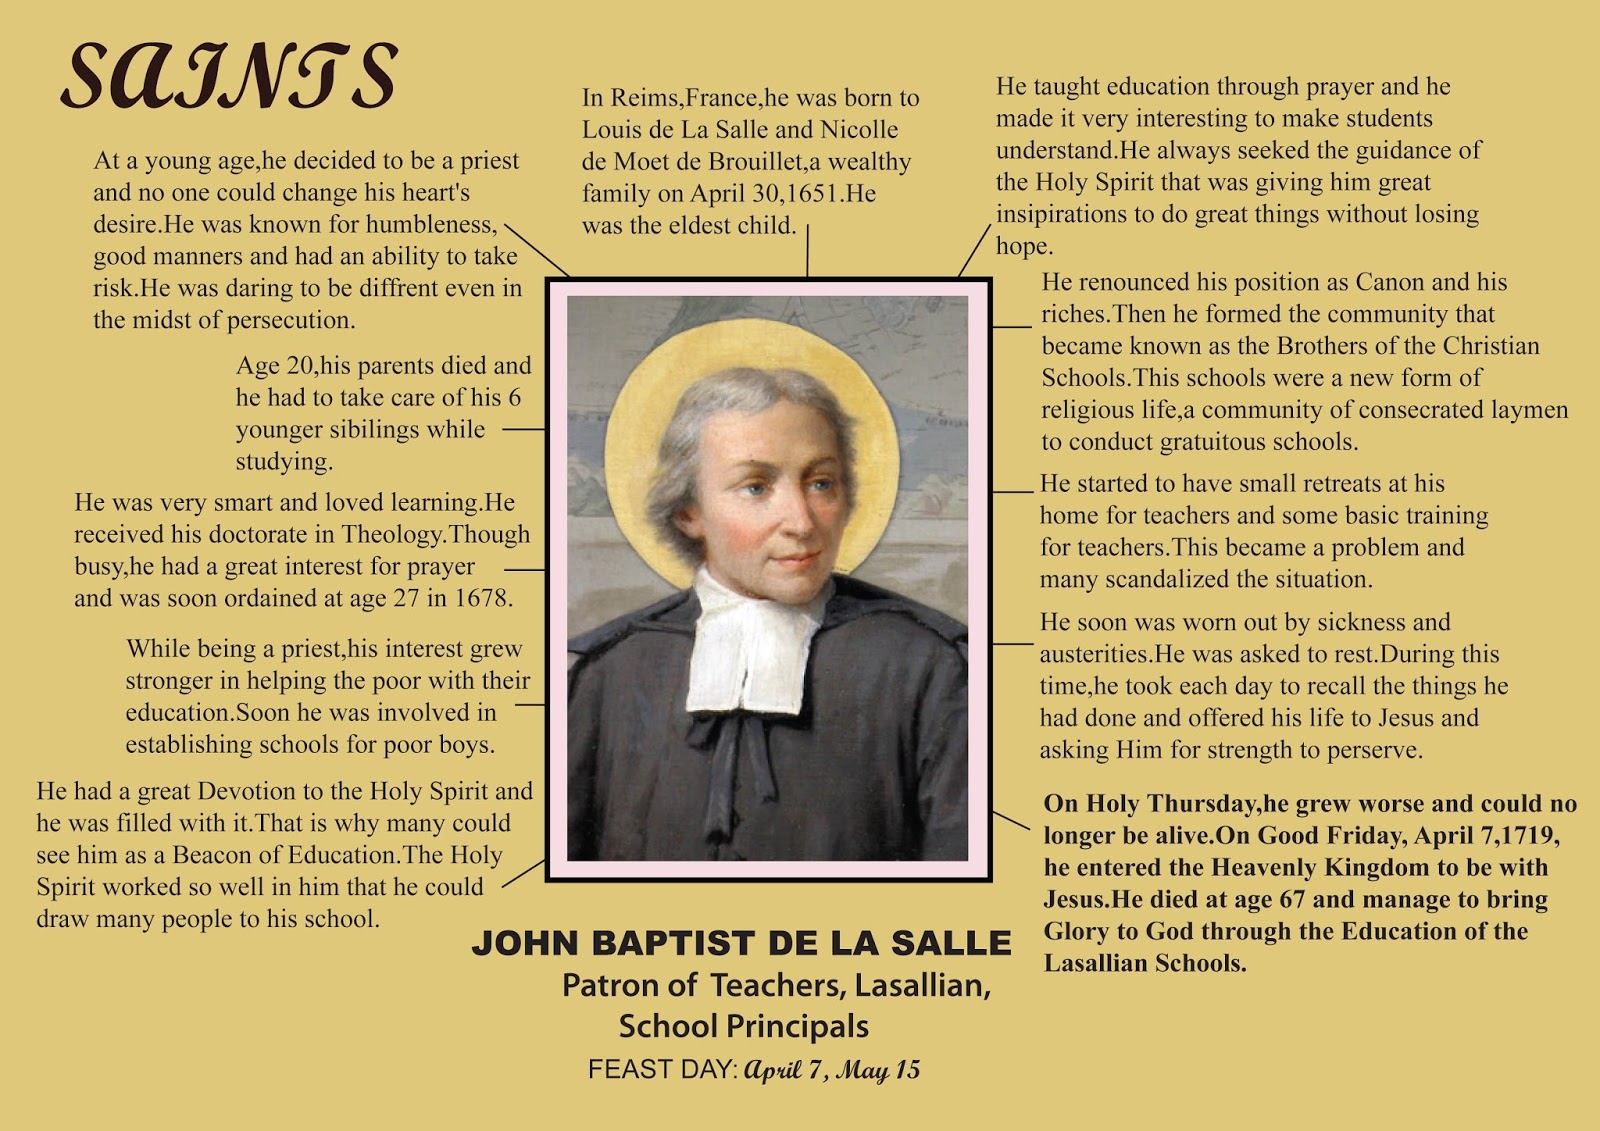 SAINTS
At a young age,he decided to be a priest
and no one could change his heart's
desire.He was known for humbleness,
good manners and had an ability to take
risk.He was daring to be diffrent even in
the midst of persecution.
Age 20,his parents died and
he had to take care of his 6
younger sibilings while
studying.
He was very smart and loved learning.He
received his doctorate in Theology.Though
busy,he had a great interest for prayer
and was soon ordained at age 27 in 1678.
While being a priest,his interest grew
stronger in helping the poor with their
education.Soon he was involved in
establishing schools for poor boys.
He had a great Devotion to the Holy Spirit and
he was filled with it.That is why many could
see him as a Beacon of Education.The Holy
Spirit worked so well in him that he could
draw many people to his school.
In Reims,France,he was born to
Louis de La Salle and Nicolle
de Moet de Brouillet,a wealthy
family on April 30,1651.He
was the eldest child.
He taught education through prayer and he
made it very interesting to make students
understand.He always seeked the guidance of
the Holy Spirit that was giving him great
insipirations to do great things without losing
hope.
He renounced his position as Canon and his
riches.Then he formed the community that
became known as the Brothers of the Christian
Schools.This schools were a new form of
religious life,a community of consecrated laymen
to conduct gratuitous schools.
He started to have small retreats at his
home for teachers and some basic training
for teachers.This became a problem and
many scandalized the situation.
He soon was worn out by sickness and
austerities.He was asked to rest.During this
time,he took each day to recall the things he
had done and offered his life to Jesus and
asking Him for strength to perserve.
On Holy Thursday,he grew worse and could no
longer be alive.On Good Friday, April 7,1719,
he entered the Heavenly Kingdom to be with
Jesus.He died at age 67 and manage to bring
Glory to God through the Education of the
Lasallian Schools.
JOHN BAPTIST DE LA SALLE
Patron of Teachers, Lasallian,
School Principals
FEAST DAY: April 7, May 15